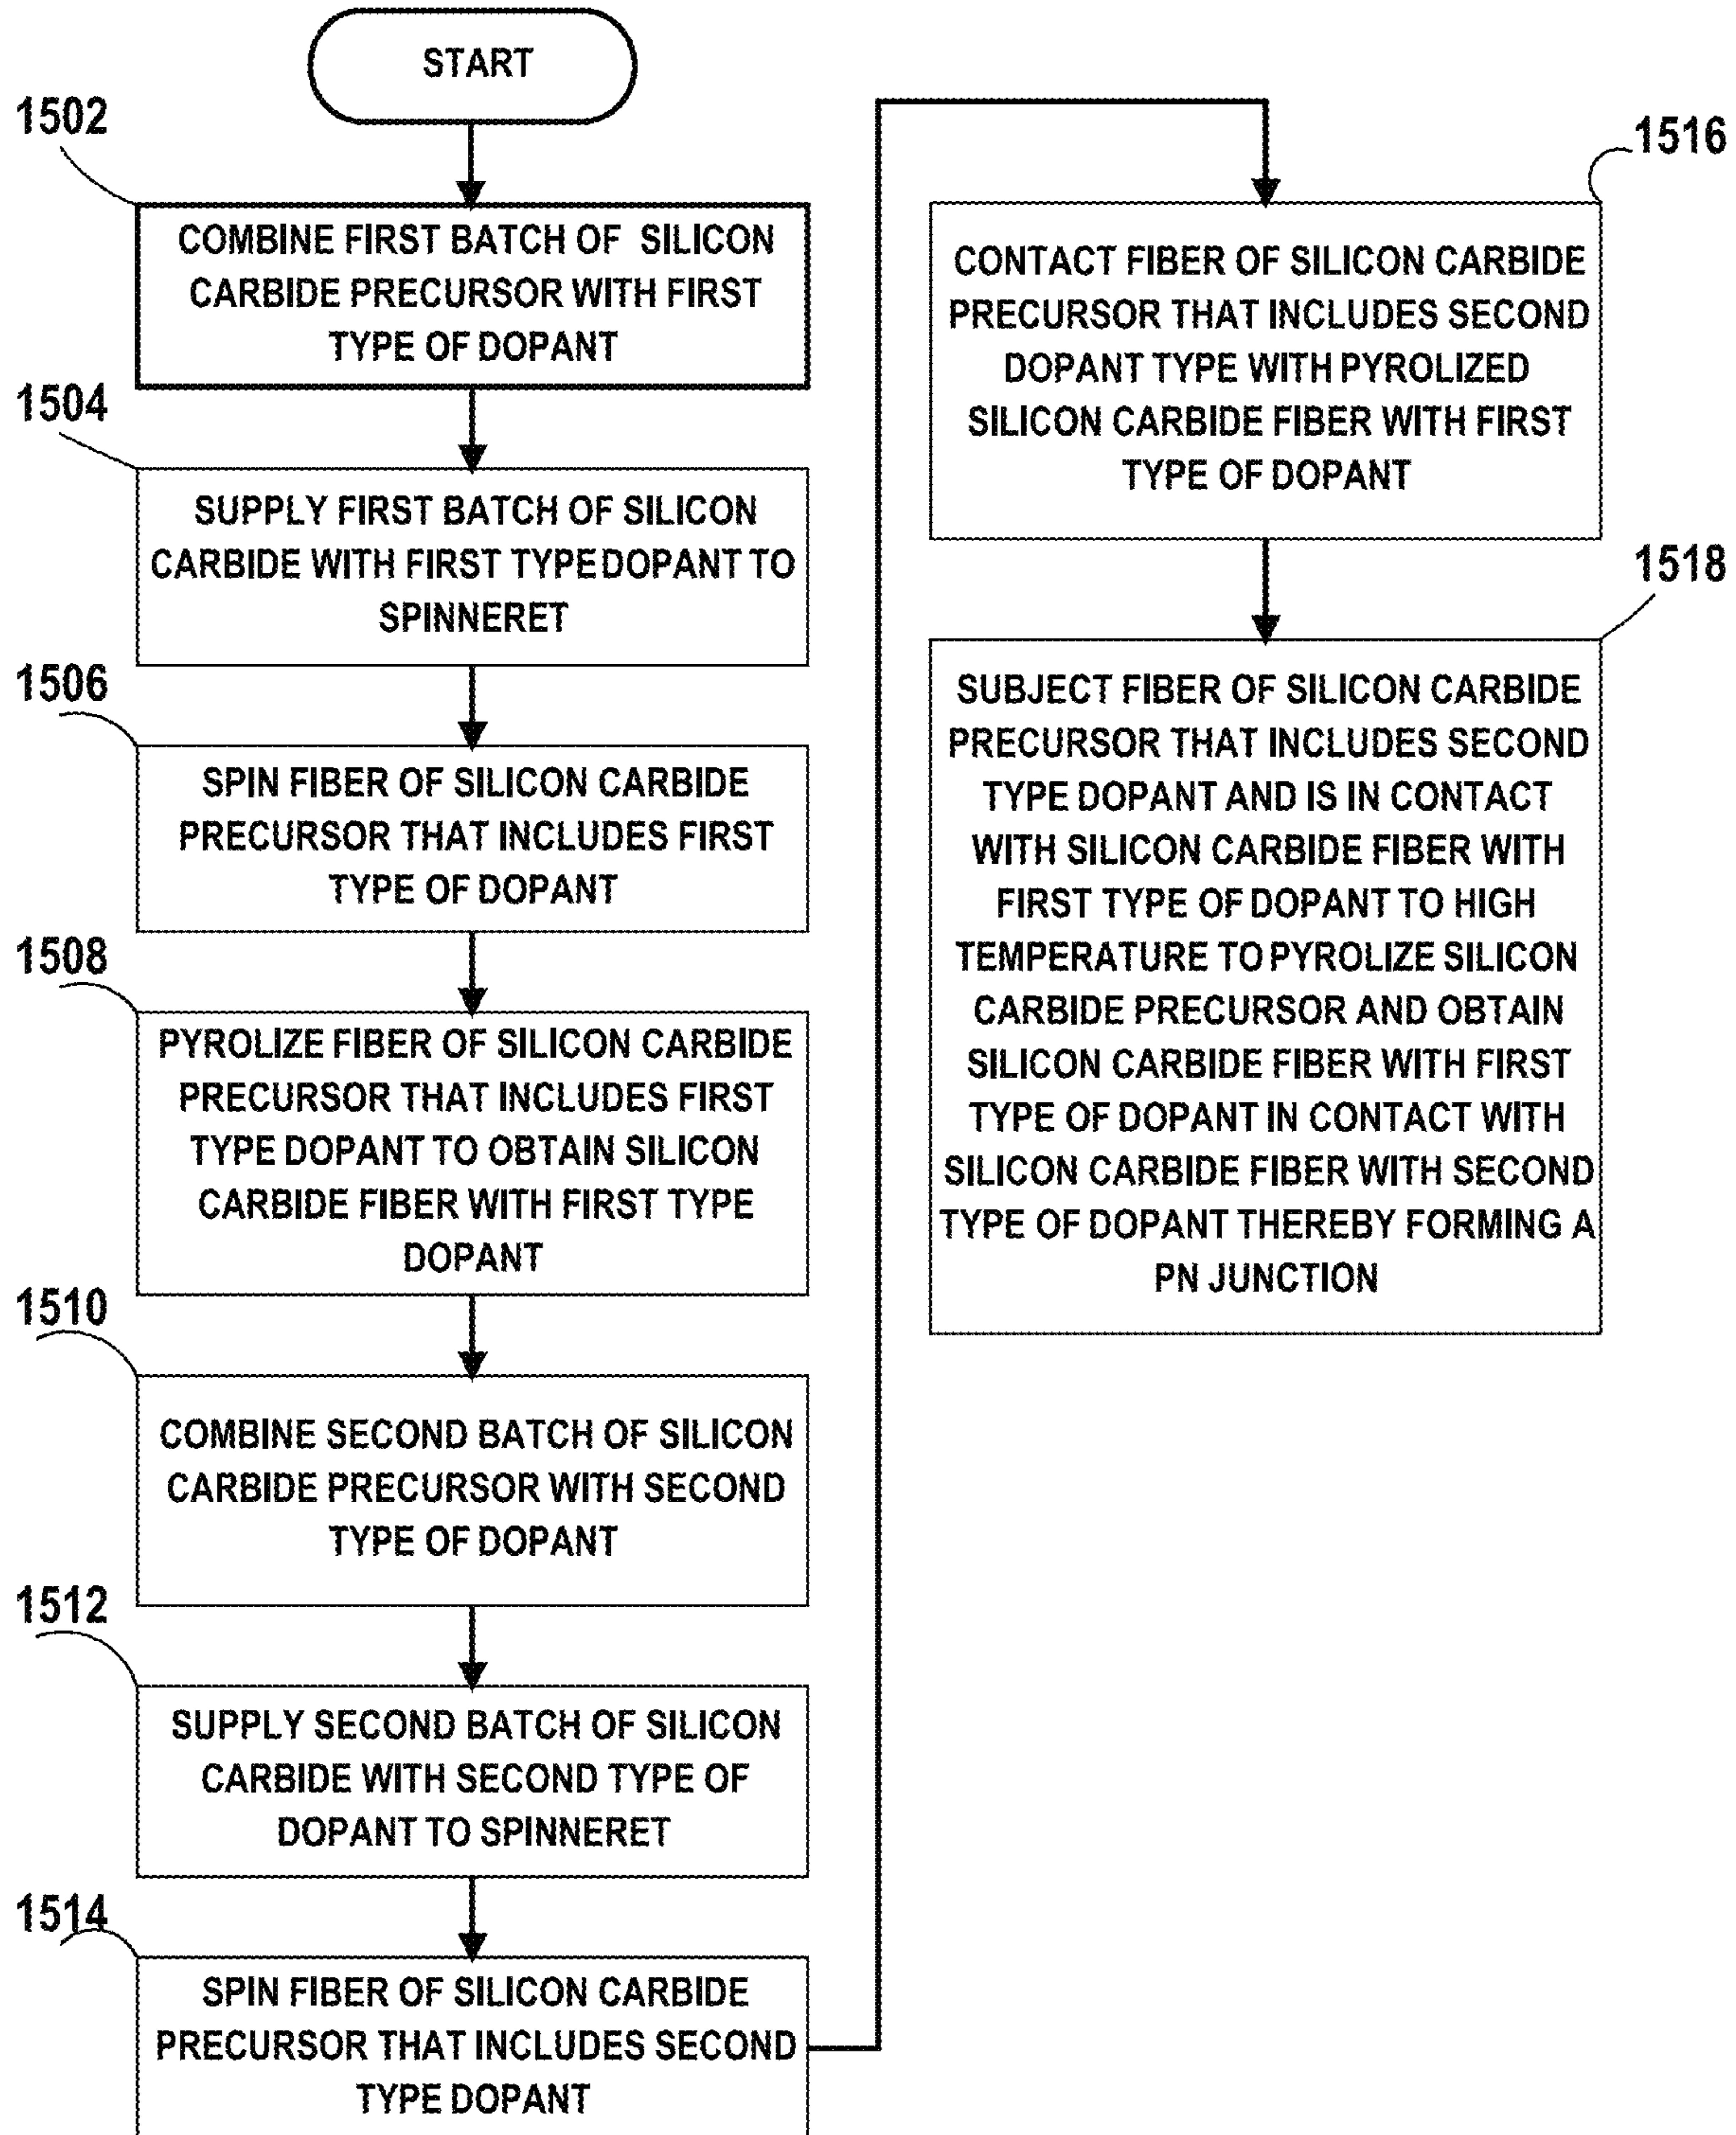 START
1502
COMBINE FIRST BATCH OF SILICON
CARBIDE PRECURSOR WITH FIRST
TYPE OF DOPANT
1504
SUPPLY FIRST BATCH OF SILICON
CARBIDE WITH FIRST TYPE DOPANT TO
SPINNERET
1506
SPIN FIBER OF SILICON CARBIDE
PRECURSOR THAT INCLUDES FIRST
TYPE OF DOPANT
1508
PYROLIZE FIBER OF SILICON CARBIDE
PRECURSOR THAT INCLUDES FIRST
TYPE DOPANT TO OBTAIN SILICON
CARBIDE FIBER WITH FIRST TYPE
DOPANT
1510
COMBINE SECOND BATCH OF SILICON
CARBIDE PRECURSOR WITH SECOND
TYPE OF DOPANT
1512
SUPPLY SECOND BATCH OF SILICON
CARBIDE WITH SECOND TYPE OF
DOPANT TO SPINNERET
1514
SPIN FIBER OF SILICON CARBIDE
PRECURSOR THAT INCLUDES SECOND
TYPE DOPANT
1516
CONTACT FIBER OF SILICON CARBIDE
PRECURSOR THAT INCLUDES SECOND
DOPANT TYPE WITH PYROLIZED
SILICON CARBIDE FIBER WITH FIRST
TYPE OF DOPANT
1518
SUBJECT FIBER OF SILICON CARBIDE
PRECURSOR THAT INCLUDES SECOND
TYPE DOPANT AND IS IN CONTACT
WITH SILICON CARBIDE FIBER WITH
FIRST TYPE OF DOPANT TO HIGH
TEMPERATURE TO PYROLIZE SILICON
CARBIDE PRECURSOR AND OBTAIN
SILICON CARBIDE FIBER WITH FIRST
TYPE OF DOPANT IN CONTACT WITH
SILICON CARBIDE FIBER WITH SECOND
TYPE OF DOPANT THEREBY FORMING A
PN JUNCTION